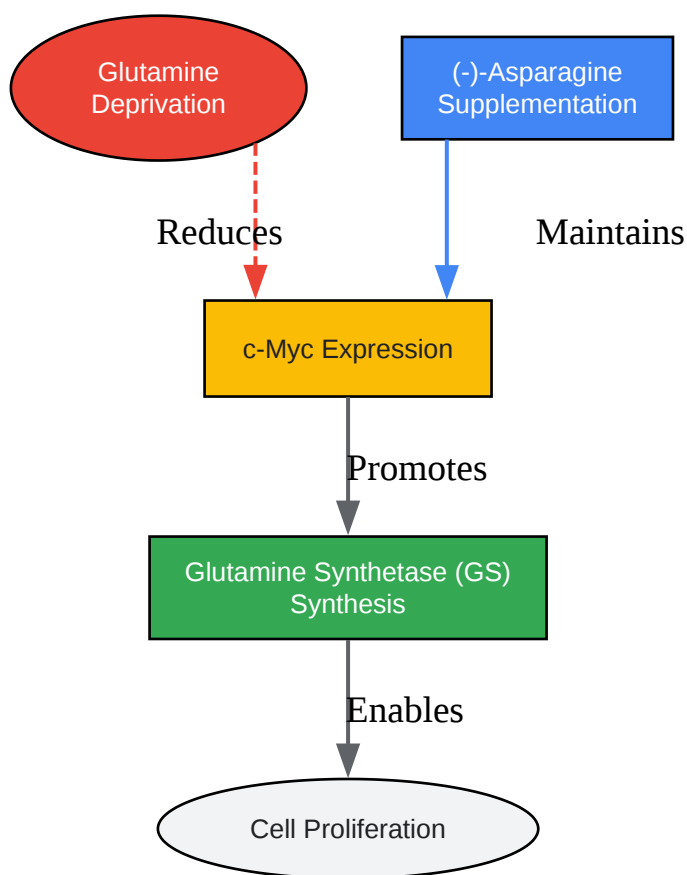 Glutamine
Deprivation
(-)-Asparagine
Supplementation
Reduces
Maintains
c-Myc Expression
Promotes
Glutamine Synthetase (GS)
Synthesis
Enables
Cell Proliferation